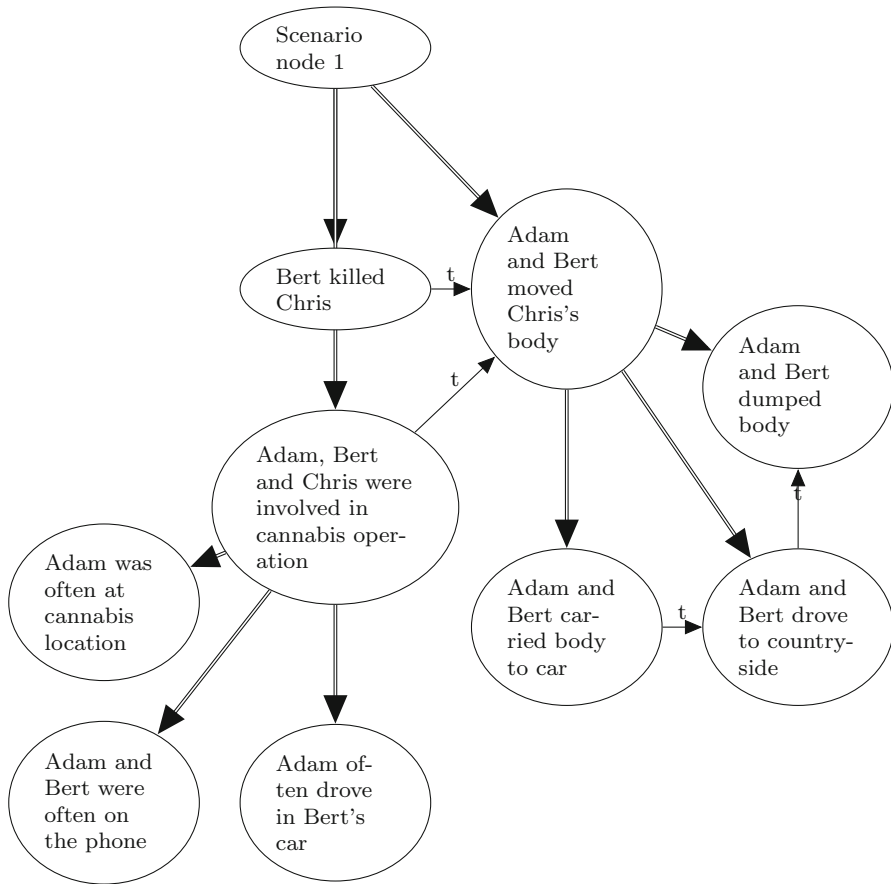 Scenario
node 1
Bert killed
Chris
t
Adam
and Bert
moved
Chris's
body
t
Adam
and Bert
dumped
body
t
Adam, Bert
and Chris were
involved in
cannabis oper-
ation
Adam was
often at
cannabis
location
Adam and
Bert car-
ried body
to car
t
Adam and
Bert drove
to country-
side
Adam and
Bert were
often on
the phone
Adam of-
ten drove
in Bert's
car